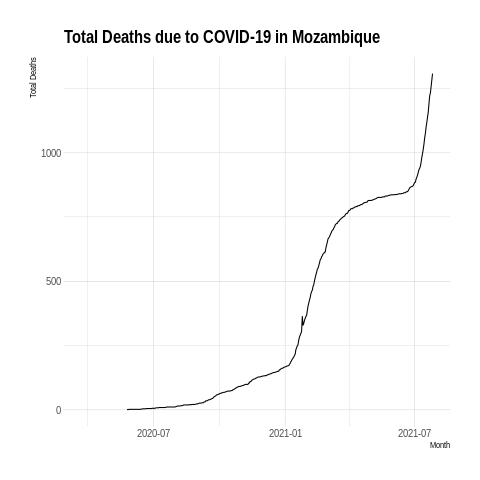 Total Deaths due to COVID-19 in Mozambique
Total Deaths
1000
500
0
2020-07 2021-01 2021-07
Month